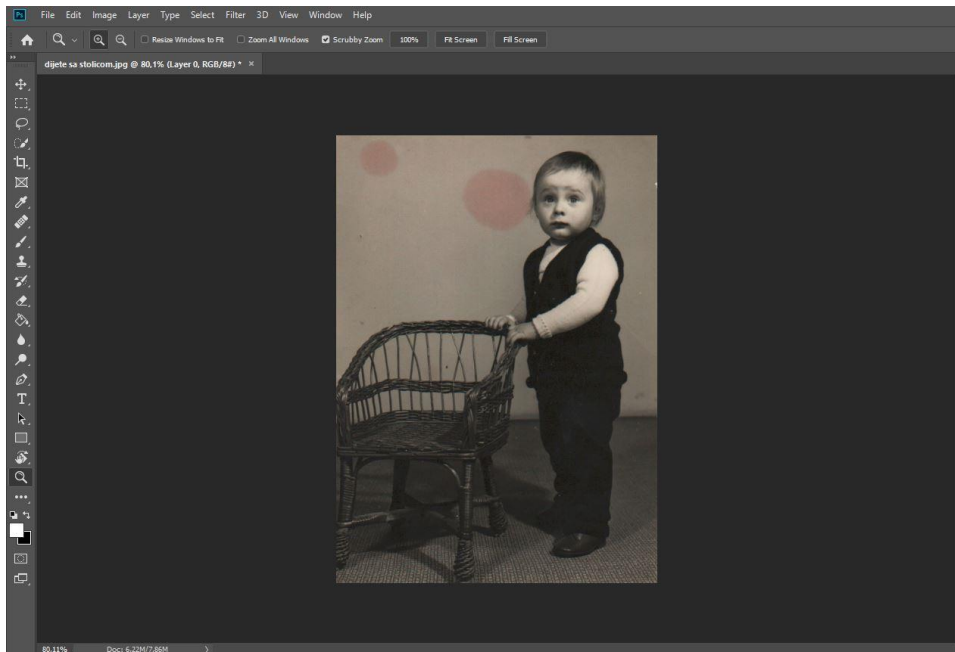 Ps File Edit Image Layer Type Select Filter 3D View Window Help
Resize Windows to Fit Zoom All Windows Scrubby Zoom 100% Fit Screen Fill Screen
dijete sa stolicom.jpg @ 80,1% (Layer 0, RGB/8#) * ×
T
80,11% Doc: 6,22M/7,86M